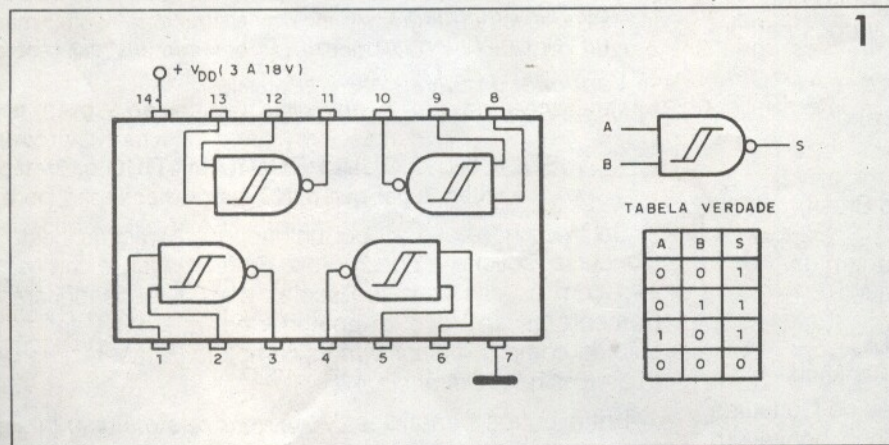 1
+ VDD ( 3 A 18V)
14 13 12 11 10 9 8
A
B
S
TABELA VERDADE
A B S
0 0 1
0 1 1
1 0 1
0 0 0
1 2 3 4 5 6 7